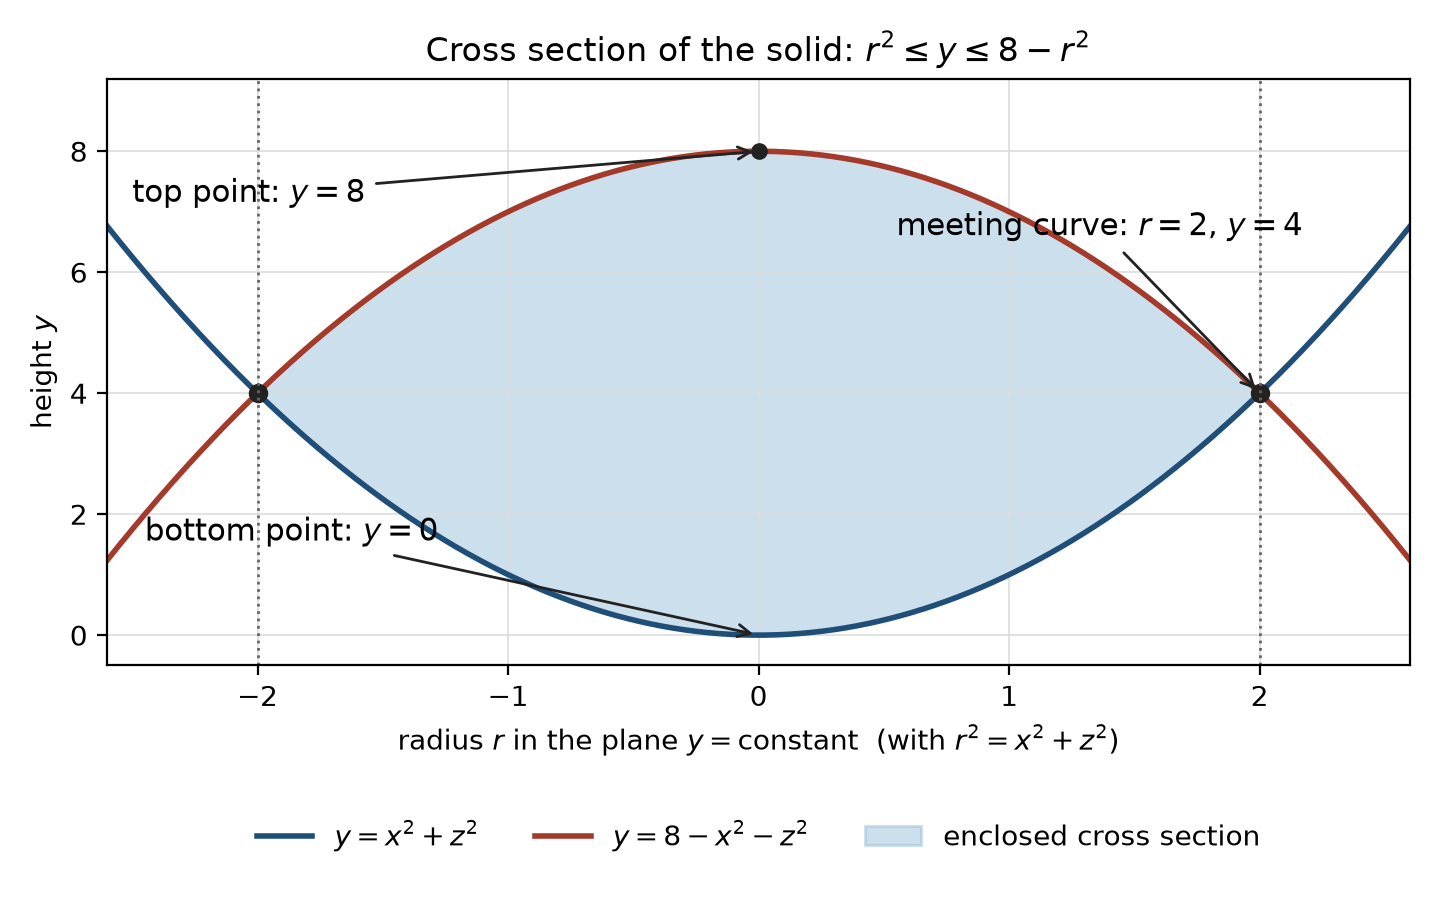 Cross section of the solid: r² ≤ y ≤ 8 − r²
8
top point: y = 8
meeting curve: r = 2, y = 4
6
height y
4
2
bottom point: y = 0
0
−2 −1 0 1 2
radius r in the plane y = constant (with r² = x² + z²)
y = x² + z² y = 8 − x² − z² enclosed cross section